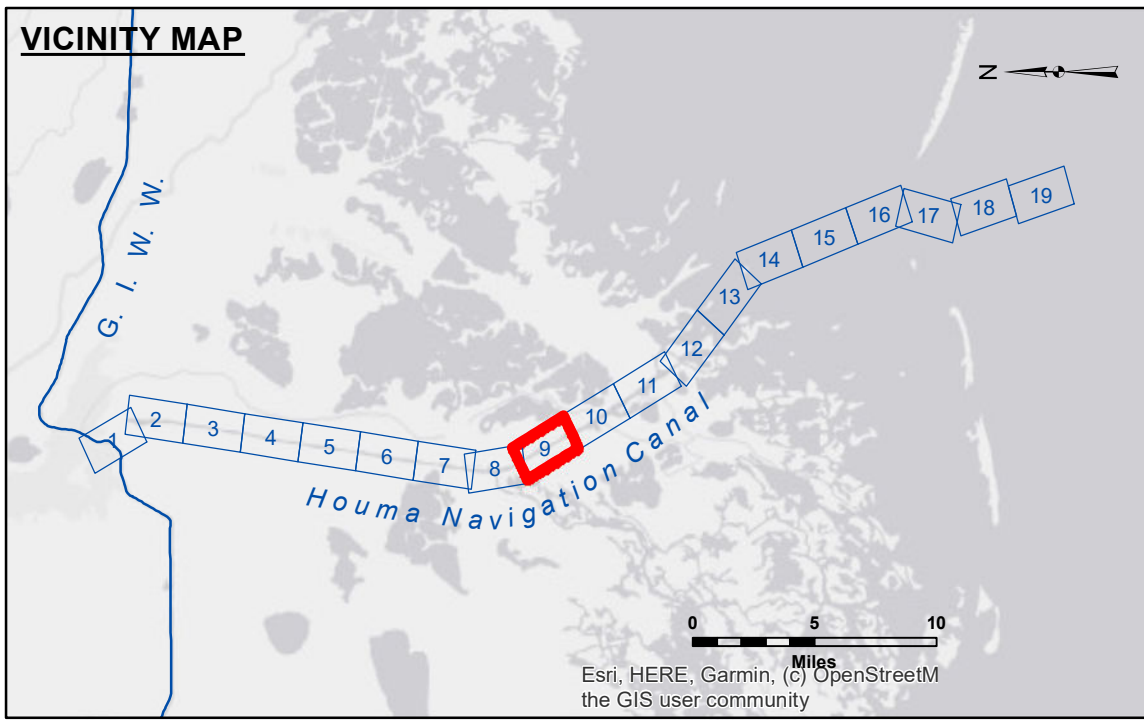 VICINITY MAP
N
G. I. W. W.
1
2
3
4
5
6
7
8
9
10
11
12
13
14
15
16
17
18
19
Houma Navigation Canal
0 5 10
Miles
Esri, HERE, Garmin, (c) OpenStreetM
the GIS user community